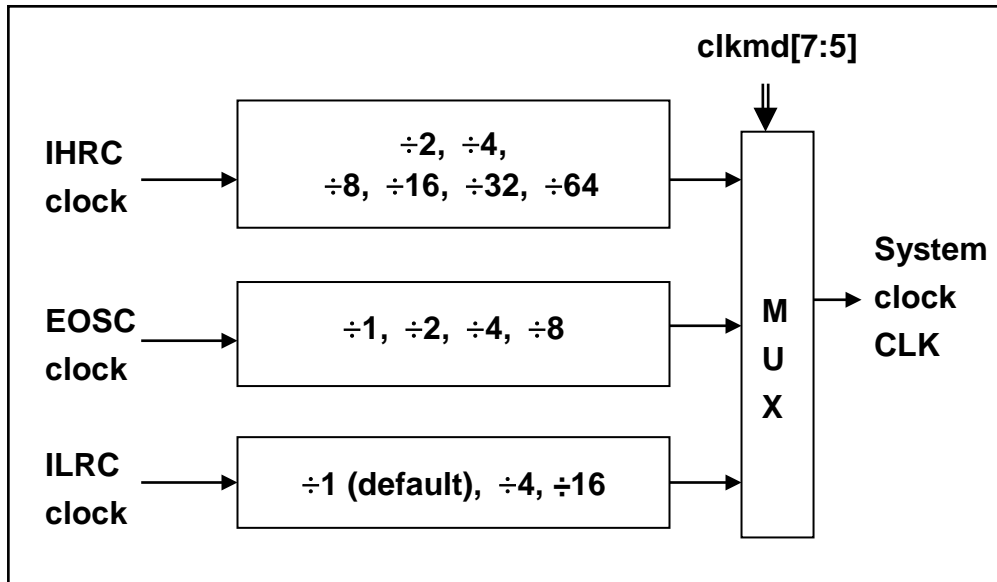 clkmd[7:5]
IHRC
clock
÷2, ÷4,
÷8, ÷16, ÷32, ÷64
EOSC
clock
÷1, ÷2, ÷4, ÷8
ILRC
clock
÷1 (default), ÷4, ÷16
M
U
X
System
clock
CLK